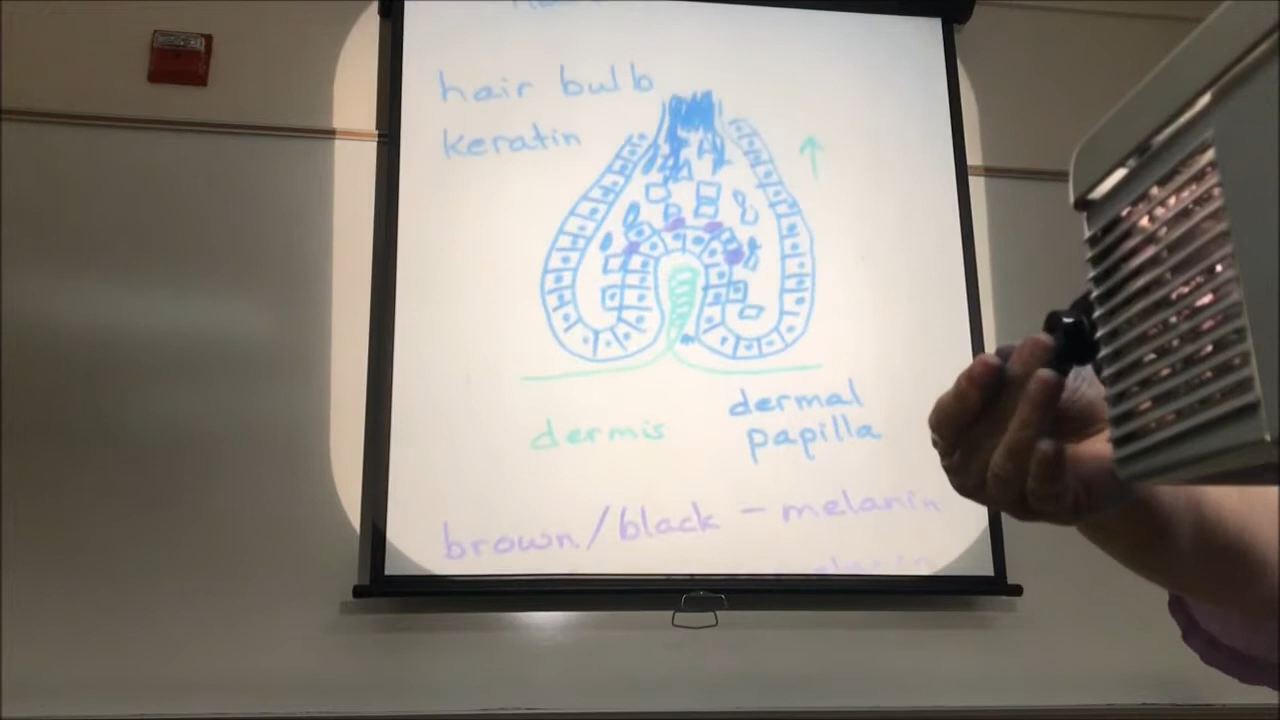 hair bulb
keratin
dermal
papilla
dermis
brown/black - melanin